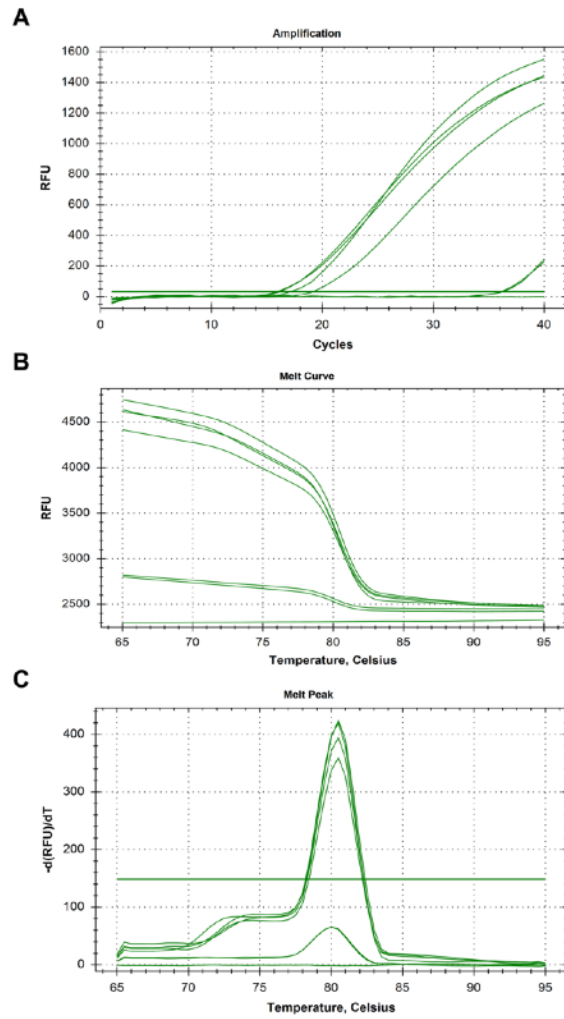 A
Amplification
1600
1400
1200
1000
800
600
400
200
0
RFU
0 10 20 30 40
Cycles
B
Melt Curve
4500
4000
3500
3000
2500
RFU
65 70 75 80 85 90 95
Temperature, Celsius
C
Melt Peak
400
300
200
100
0
-d(RFU)/dT
65 70 75 80 85 90 95
Temperature, Celsius